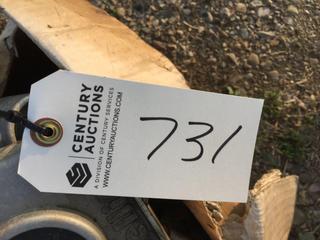 CENTURY
AUCTIONS
A DIVISION OF CENTURY SERVICES
WWW.CENTURYAUCTIONS.COM
731